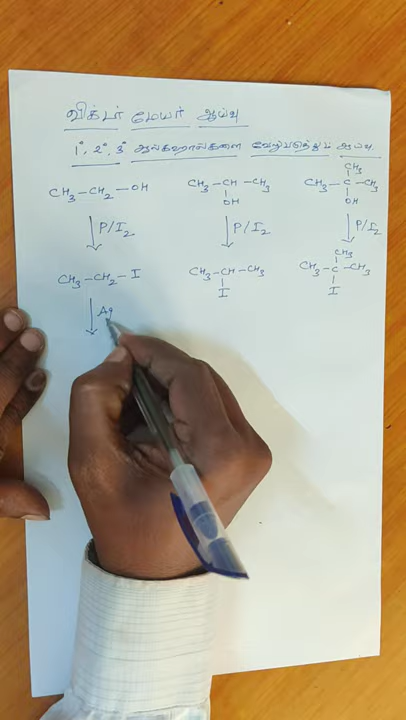 விக்டர் மேயர் ஆய்வு
1°, 2°, 3° ஆல்கஹால்களை வேறுபடுத்தும் ஆய்வு
CH₃
CH₃–CH₂–OH CH₃–CH–CH₃ CH₃–C–CH₃
OH OH
P/I₂ P/I₂ P/I₂
CH₃
CH₃–CH₂–I CH₃–CH–CH₃ CH₃–C–CH₃
I I
Ag